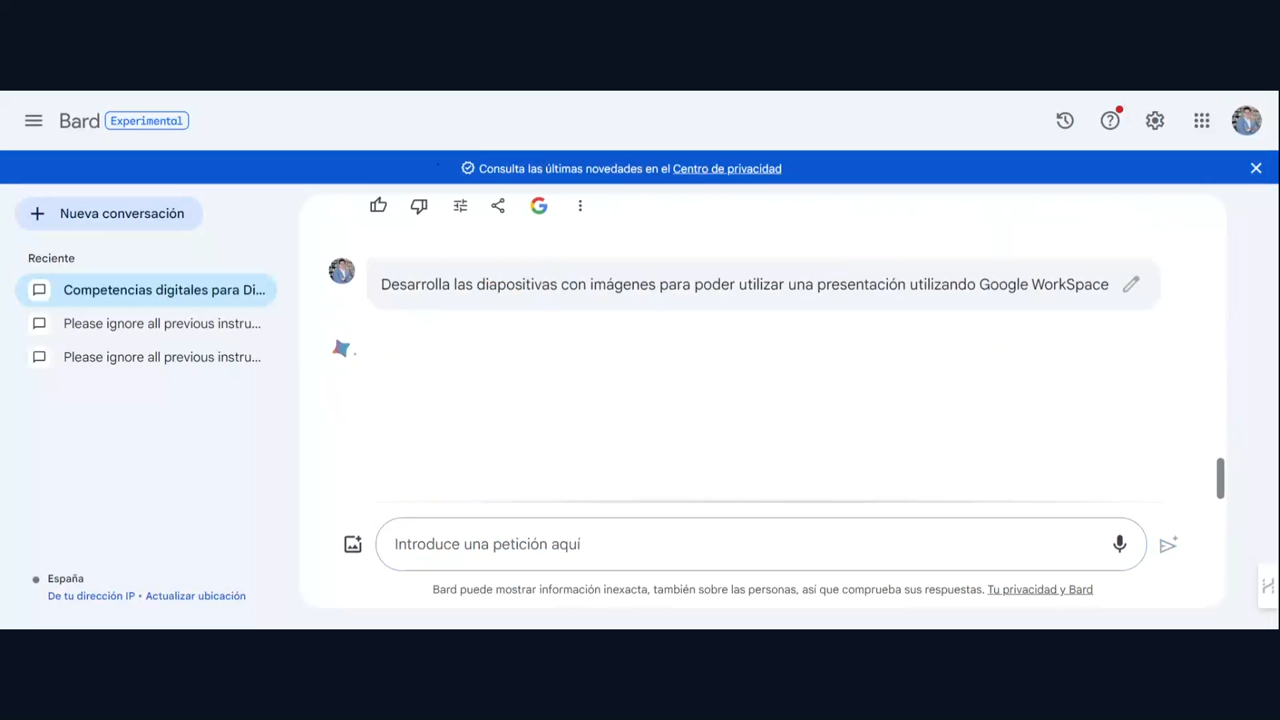 Bard Experimental
Consulta las últimas novedades en el Centro de privacidad
Nueva conversación
Reciente
Competencias digitales para Di...
Please ignore all previous instru...
Please ignore all previous instru...
Desarrolla las diapositivas con imágenes para poder utilizar una presentación utilizando Google WorkSpace
Introduce una petición aquí
España
De tu dirección IP • Actualizar ubicación
Bard puede mostrar información inexacta, también sobre las personas, así que comprueba sus respuestas. Tu privacidad y Bard